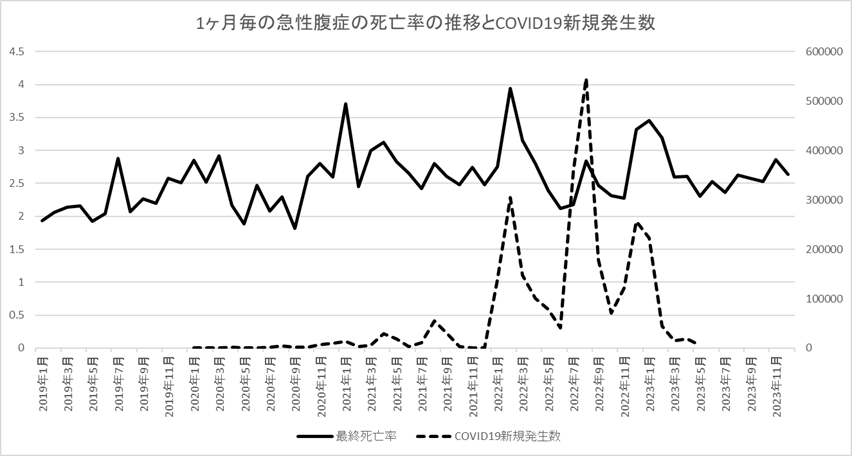 1ヶ月毎の急性腹症の死亡率の推移とCOVID19新規発生数
4.5
4
3.5
3
2.5
2
1.5
1
0.5
0
600000
500000
400000
300000
200000
100000
0
2019年1月
2019年3月
2019年5月
2019年7月
2019年9月
2019年11月
2020年1月
2020年3月
2020年5月
2020年7月
2020年9月
2020年11月
2021年1月
2021年3月
2021年5月
2021年7月
2021年9月
2021年11月
2022年1月
2022年3月
2022年5月
2022年7月
2022年9月
2022年11月
2023年1月
2023年3月
2023年5月
2023年7月
2023年9月
2023年11月
最終死亡率
COVID19新規発生数